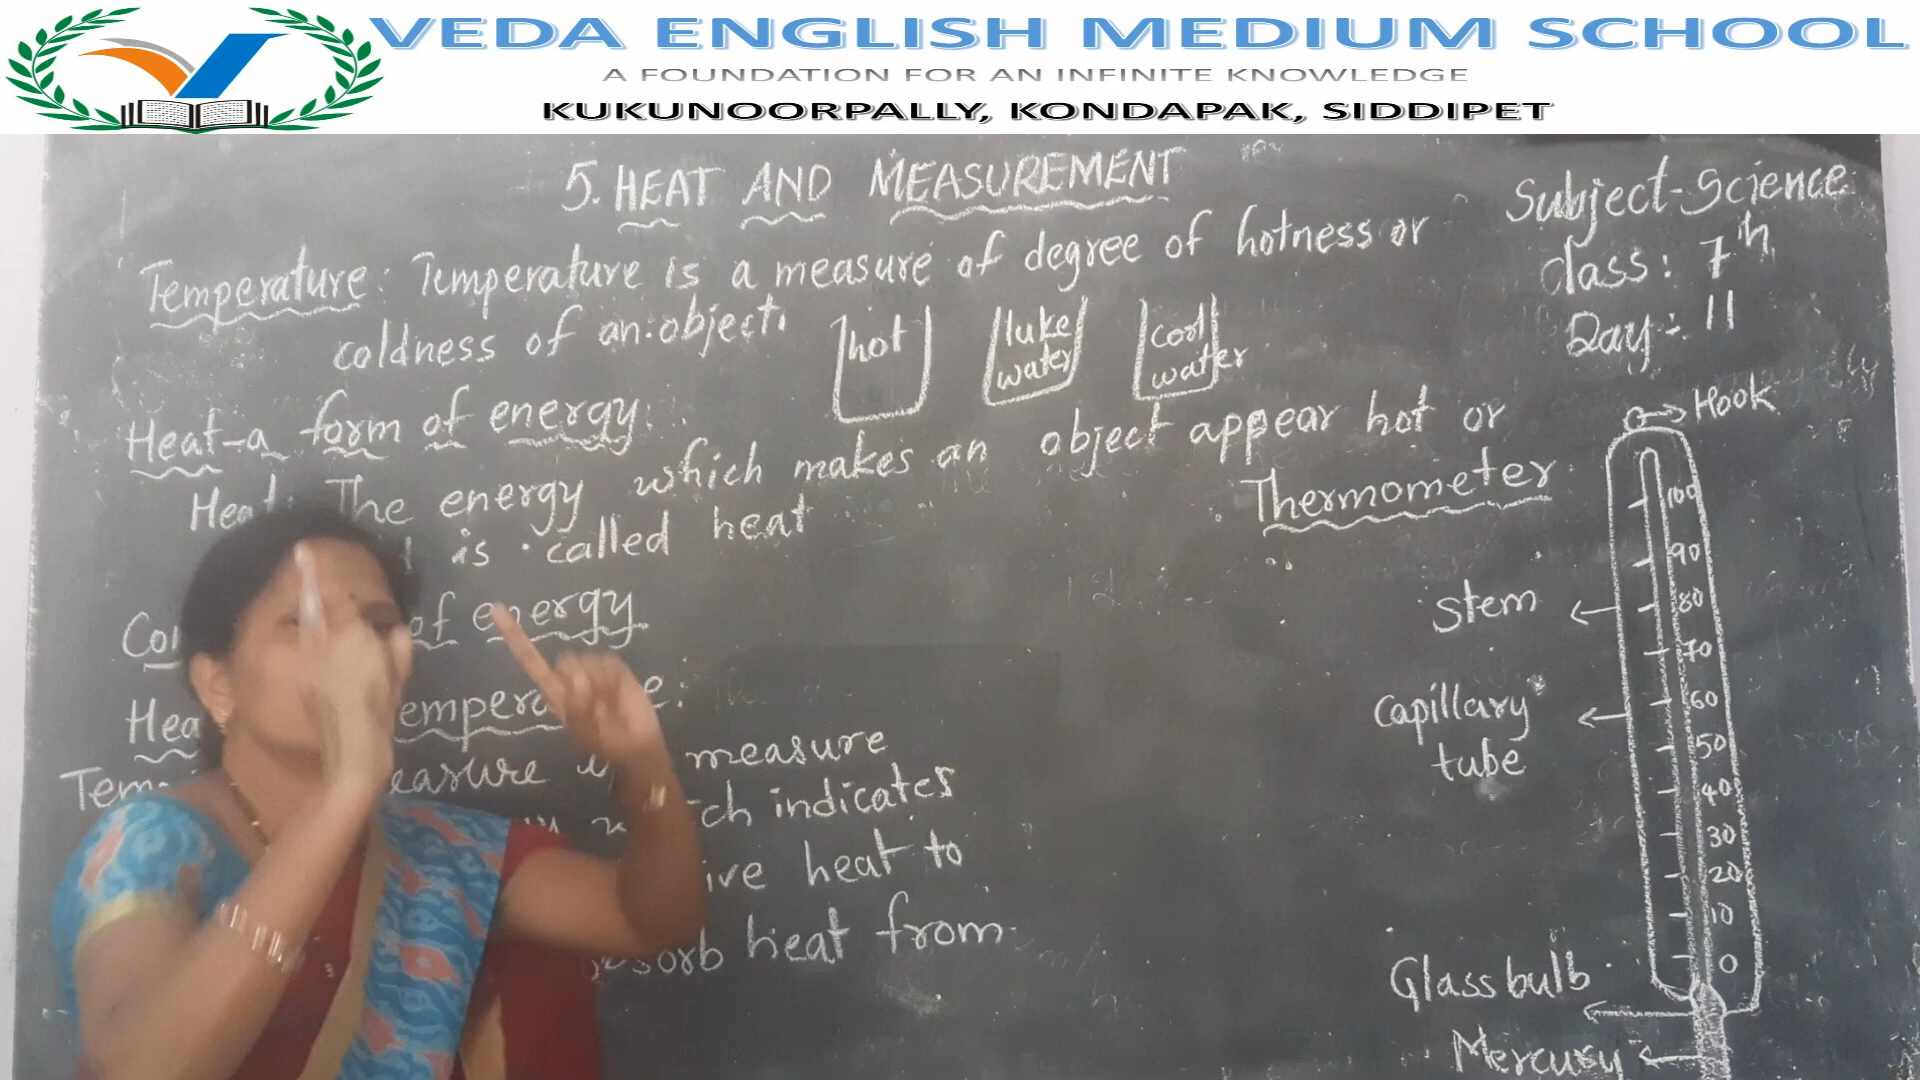 VEDA ENGLISH MEDIUM SCHOOL
A FOUNDATION FOR AN INFINITE KNOWLEDGE
KUKUNOORPALLY, KONDAPAK, SIDDIPET
5. HEAT AND MEASUREMENT
Subject-Science
class: 7th
Day: 11
Temperature: Temperature is a measure of degree of hotness or
coldness of an object.
hot
luke
water
cool
water
Heat-a form of energy:
Heat: The energy which makes an object appear hot or
is called heat
of energy
measure
indicates
heat to
heat from
Thermometer
Hook
100
90
80
70
60
50
40
30
20
10
0
Stem
Capillary
tube
Glass bulb
Mercury